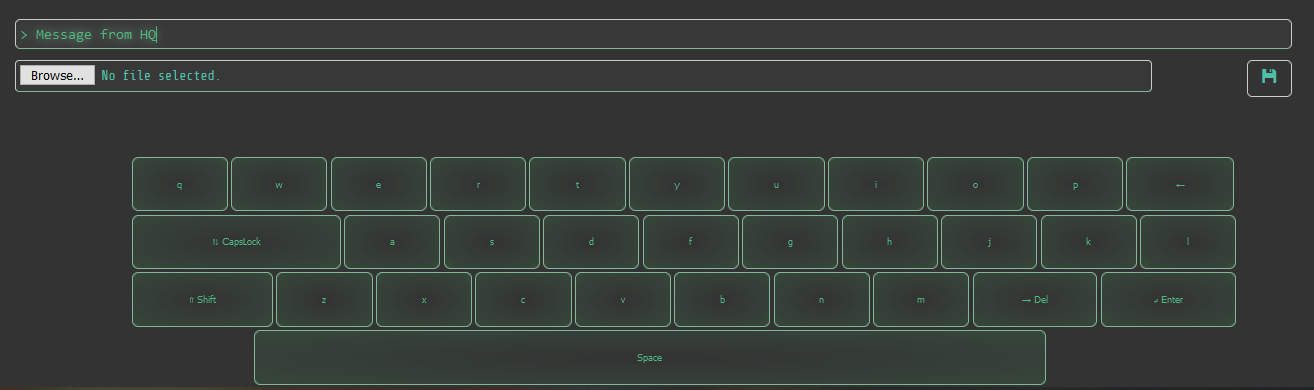 > Message from HQ
Browse... No file selected.
q w e r t y u i o p ←
⇅ CapsLock a s d f g h j k l
⇧ Shift z x c v b n m → Del ↲ Enter
Space